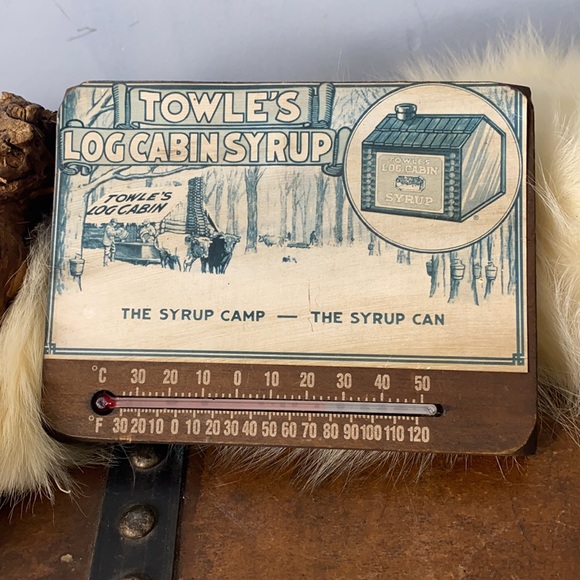 TOWLE'S
LOG CABIN SYRUP
TOWLE'S
LOG CABIN
TOWLE'S
LOG CABIN
SYRUP
THE SYRUP CAMP — THE SYRUP CAN
°C 30 20 10 0 10 20 30 40 50
°F 30 20 10 0 10 20 30 40 50 60 70 80 90 100 110 120